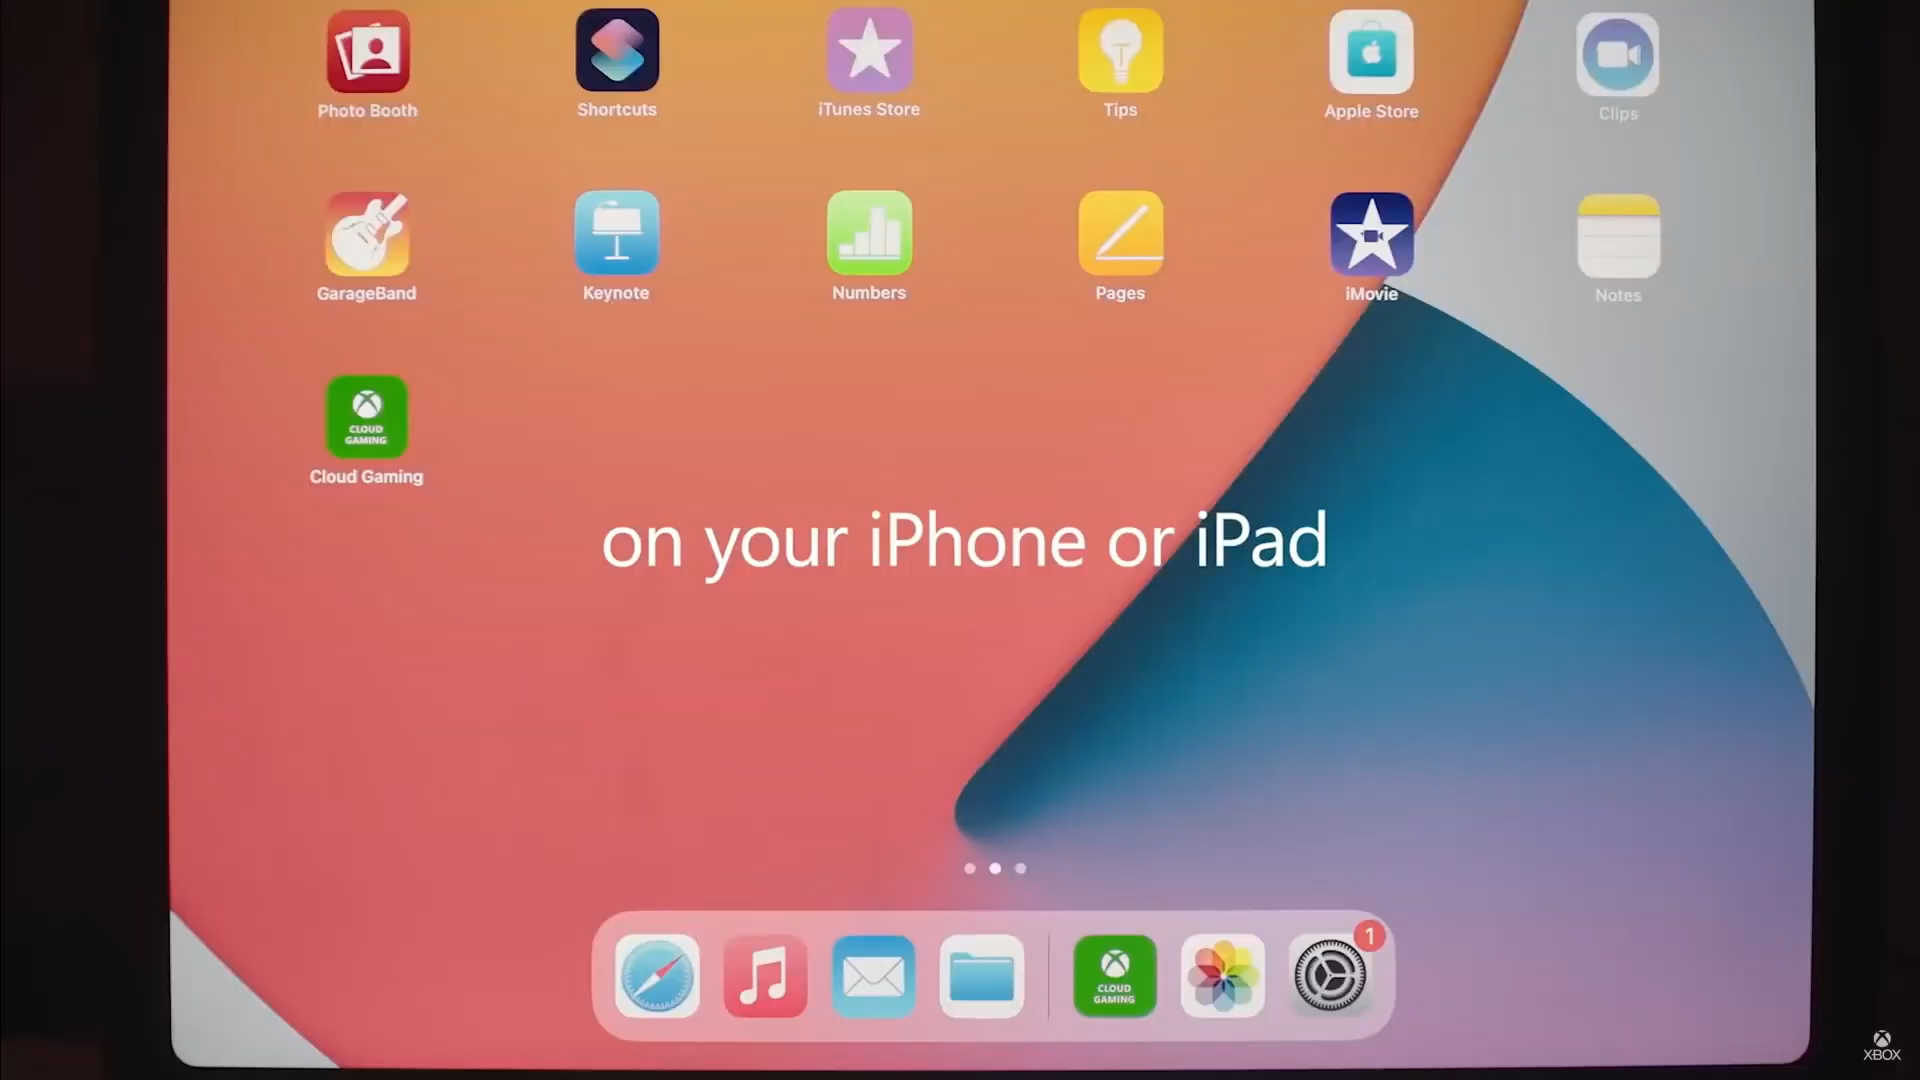 Photo Booth
Shortcuts
iTunes Store
Tips
Apple Store
Clips
GarageBand
Keynote
Numbers
Pages
iMovie
Notes
CLOUD
GAMING
Cloud Gaming
on your iPhone or iPad
1
CLOUD
GAMING
XBOX